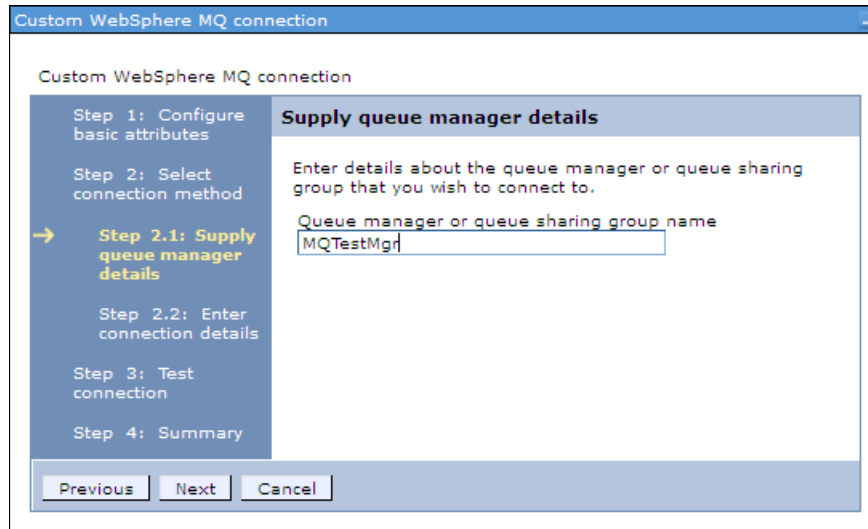 Custom WebSphere MQ connection
Custom WebSphere MQ connection
Step 1: Configure
basic attributes
Step 2: Select
connection method
Step 2.1: Supply
queue manager
details
Step 2.2: Enter
connection details
Step 3: Test
connection
Step 4: Summary
Supply queue manager details
Enter details about the queue manager or queue sharing
group that you wish to connect to.
Queue manager or queue sharing group name
MQTestMgr
Previous Next Cancel